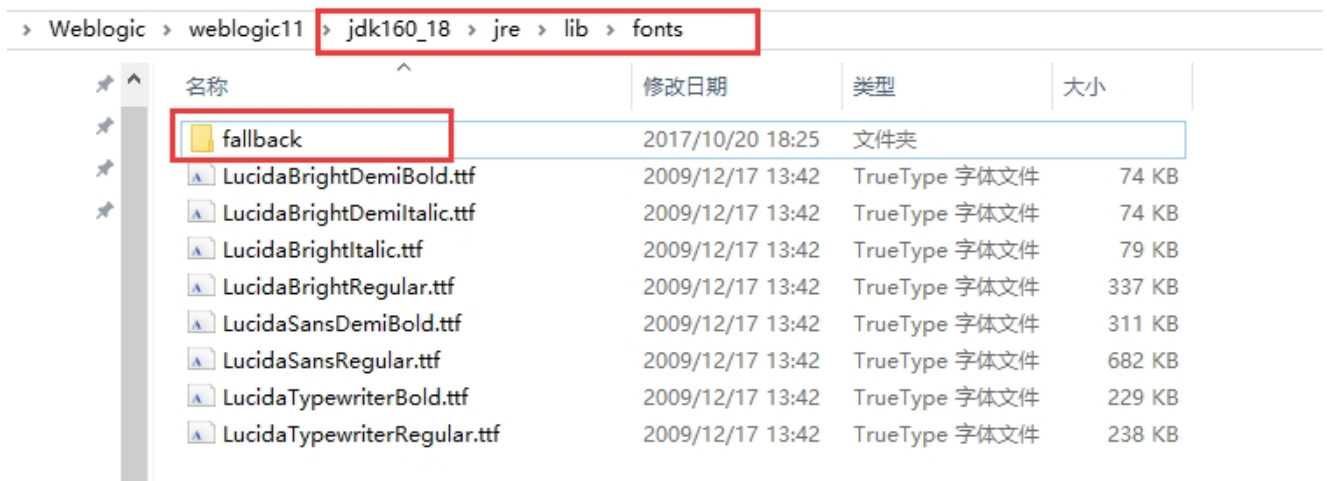 › Weblogic › weblogic11 › jdk160_18 › jre › lib › fonts
名称 修改日期 类型 大小
fallback 2017/10/20 18:25 文件夹
LucidaBrightDemiBold.ttf 2009/12/17 13:42 TrueType 字体文件 74 KB
LucidaBrightDemiItalic.ttf 2009/12/17 13:42 TrueType 字体文件 74 KB
LucidaBrightItalic.ttf 2009/12/17 13:42 TrueType 字体文件 79 KB
LucidaBrightRegular.ttf 2009/12/17 13:42 TrueType 字体文件 337 KB
LucidaSansDemiBold.ttf 2009/12/17 13:42 TrueType 字体文件 311 KB
LucidaSansRegular.ttf 2009/12/17 13:42 TrueType 字体文件 682 KB
LucidaTypewriterBold.ttf 2009/12/17 13:42 TrueType 字体文件 229 KB
LucidaTypewriterRegular.ttf 2009/12/17 13:42 TrueType 字体文件 238 KB